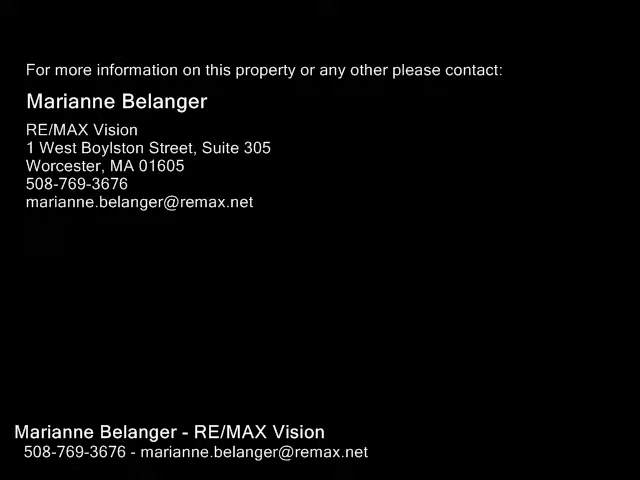 For more information on this property or any other please contact:
Marianne Belanger
RE/MAX Vision
1 West Boylston Street, Suite 305
Worcester, MA 01605
508-769-3676
marianne.belanger@remax.net
Marianne Belanger - RE/MAX Vision
508-769-3676 - marianne.belanger@remax.net